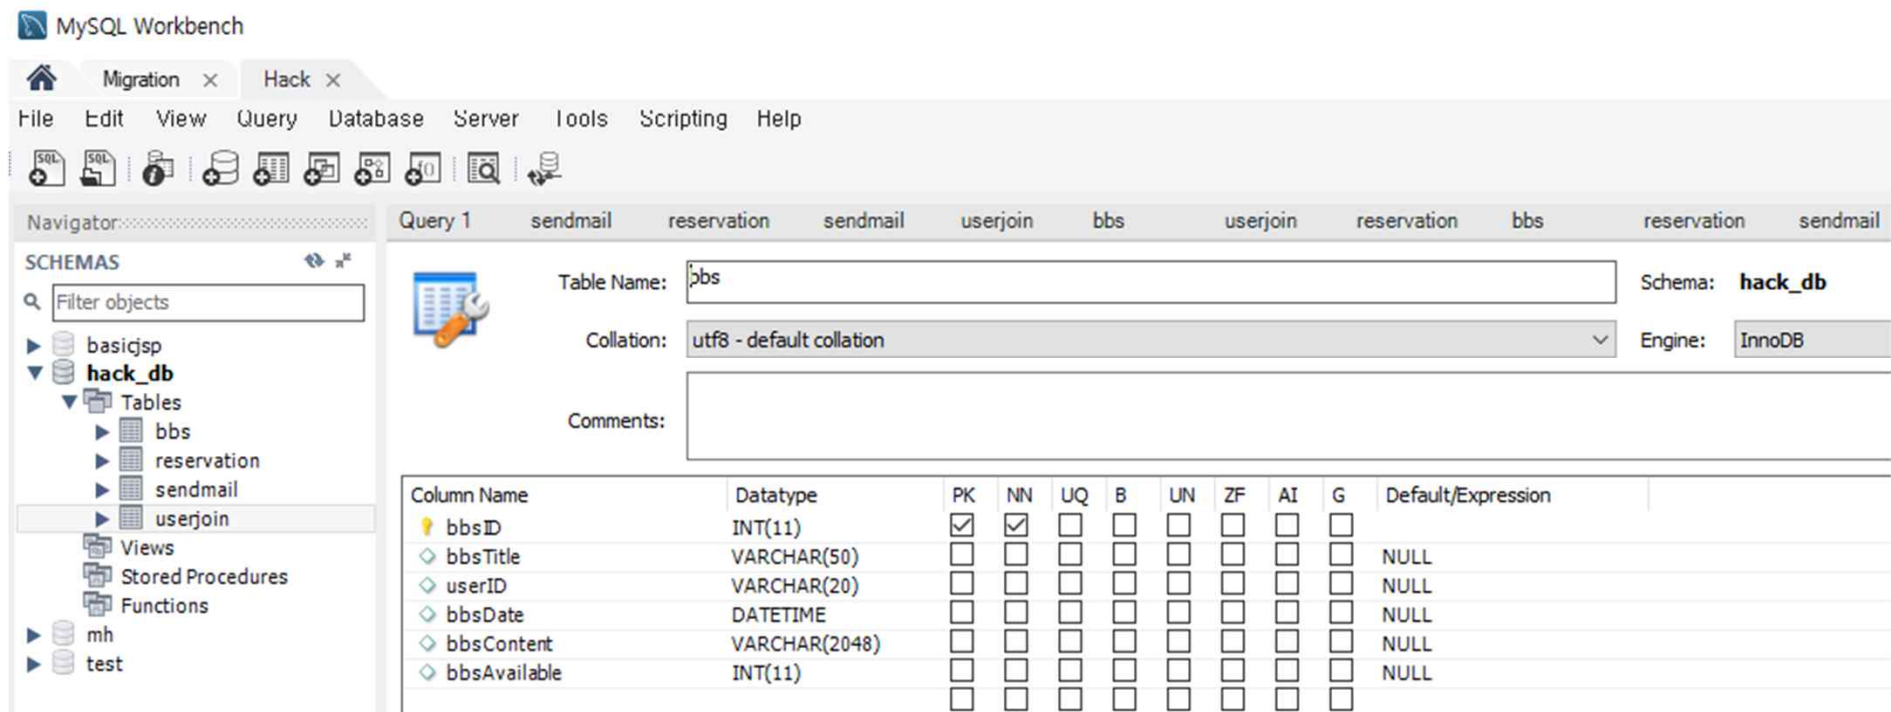 MySQL Workbench
Migration × Hack ×
File Edit View Query Database Server Tools Scripting Help
Navigator
SCHEMAS
Filter objects
basicjsp
hack_db
Tables
bbs
reservation
sendmail
userjoin
Views
Stored Procedures
Functions
mh
test
Query 1 sendmail reservation sendmail userjoin bbs userjoin reservation bbs reservation sendmail
Table Name: bbs Schema: hack_db
Collation: utf8 - default collation Engine: InnoDB
Comments:
Column Name Datatype PK NN UQ B UN ZF AI G Default/Expression
bbsID INT(11)
bbsTitle VARCHAR(50) NULL
userID VARCHAR(20) NULL
bbsDate DATETIME NULL
bbsContent VARCHAR(2048) NULL
bbsAvailable INT(11) NULL